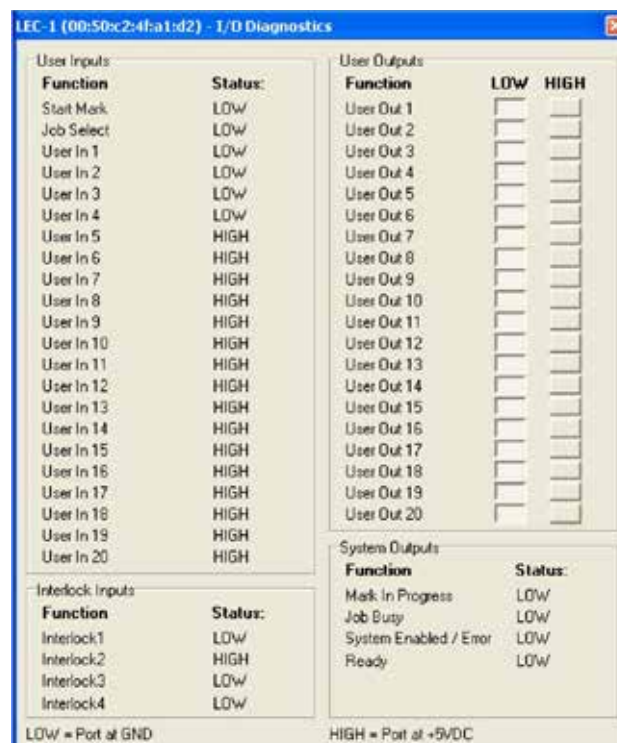 LEC-1 (00:50:c2:4f:a1:d2) - I/O Diagnostics
User Inputs
Function Status:
Start Mark LOW
Job Select LOW
User In 1 LOW
User In 2 LOW
User In 3 LOW
User In 4 LOW
User In 5 HIGH
User In 6 HIGH
User In 7 HIGH
User In 8 HIGH
User In 9 HIGH
User In 10 HIGH
User In 11 HIGH
User In 12 HIGH
User In 13 HIGH
User In 14 HIGH
User In 15 HIGH
User In 16 HIGH
User In 17 HIGH
User In 18 HIGH
User In 19 HIGH
User In 20 HIGH
Interlock Inputs
Function Status:
Interlock1 LOW
Interlock2 HIGH
Interlock3 LOW
Interlock4 LOW
LOW = Port at GND
User Outputs
Function LOW HIGH
User Out 1
User Out 2
User Out 3
User Out 4
User Out 5
User Out 6
User Out 7
User Out 8
User Out 9
User Out 10
User Out 11
User Out 12
User Out 13
User Out 14
User Out 15
User Out 16
User Out 17
User Out 18
User Out 19
User Out 20
System Outputs
Function Status:
Mark In Progress LOW
Job Busy LOW
System Enabled / Error LOW
Ready LOW
HIGH = Port at +5VDC